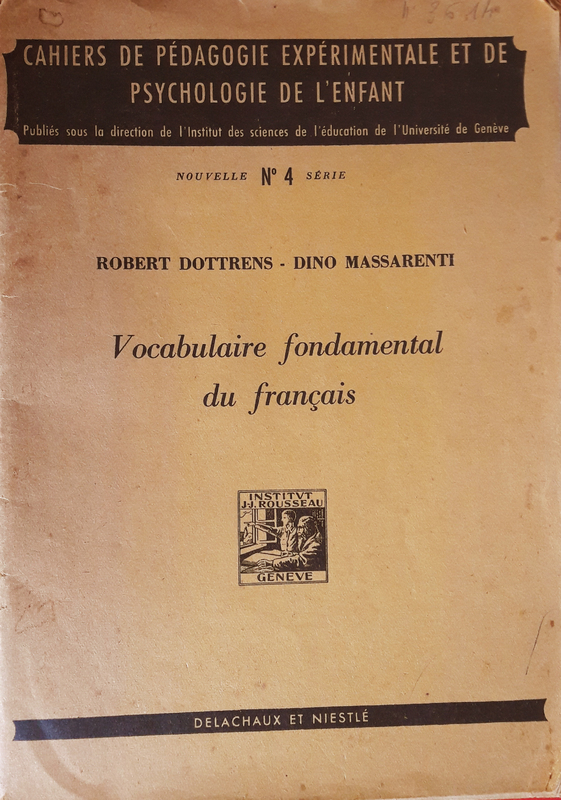 CAHIERS DE PÉDAGOGIE EXPÉRIMENTALE ET DE
PSYCHOLOGIE DE L'ENFANT
Publiés sous la direction de l'Institut des sciences de l'éducation de l'Université de Genève
NOUVELLE Nº 4 SÉRIE
ROBERT DOTTRENS - DINO MASSARENTI
Vocabulaire fondamental
du français
INSTITVT
J.J. ROUSSEAU
GENÈVE
DELACHAUX ET NIESTLÉ